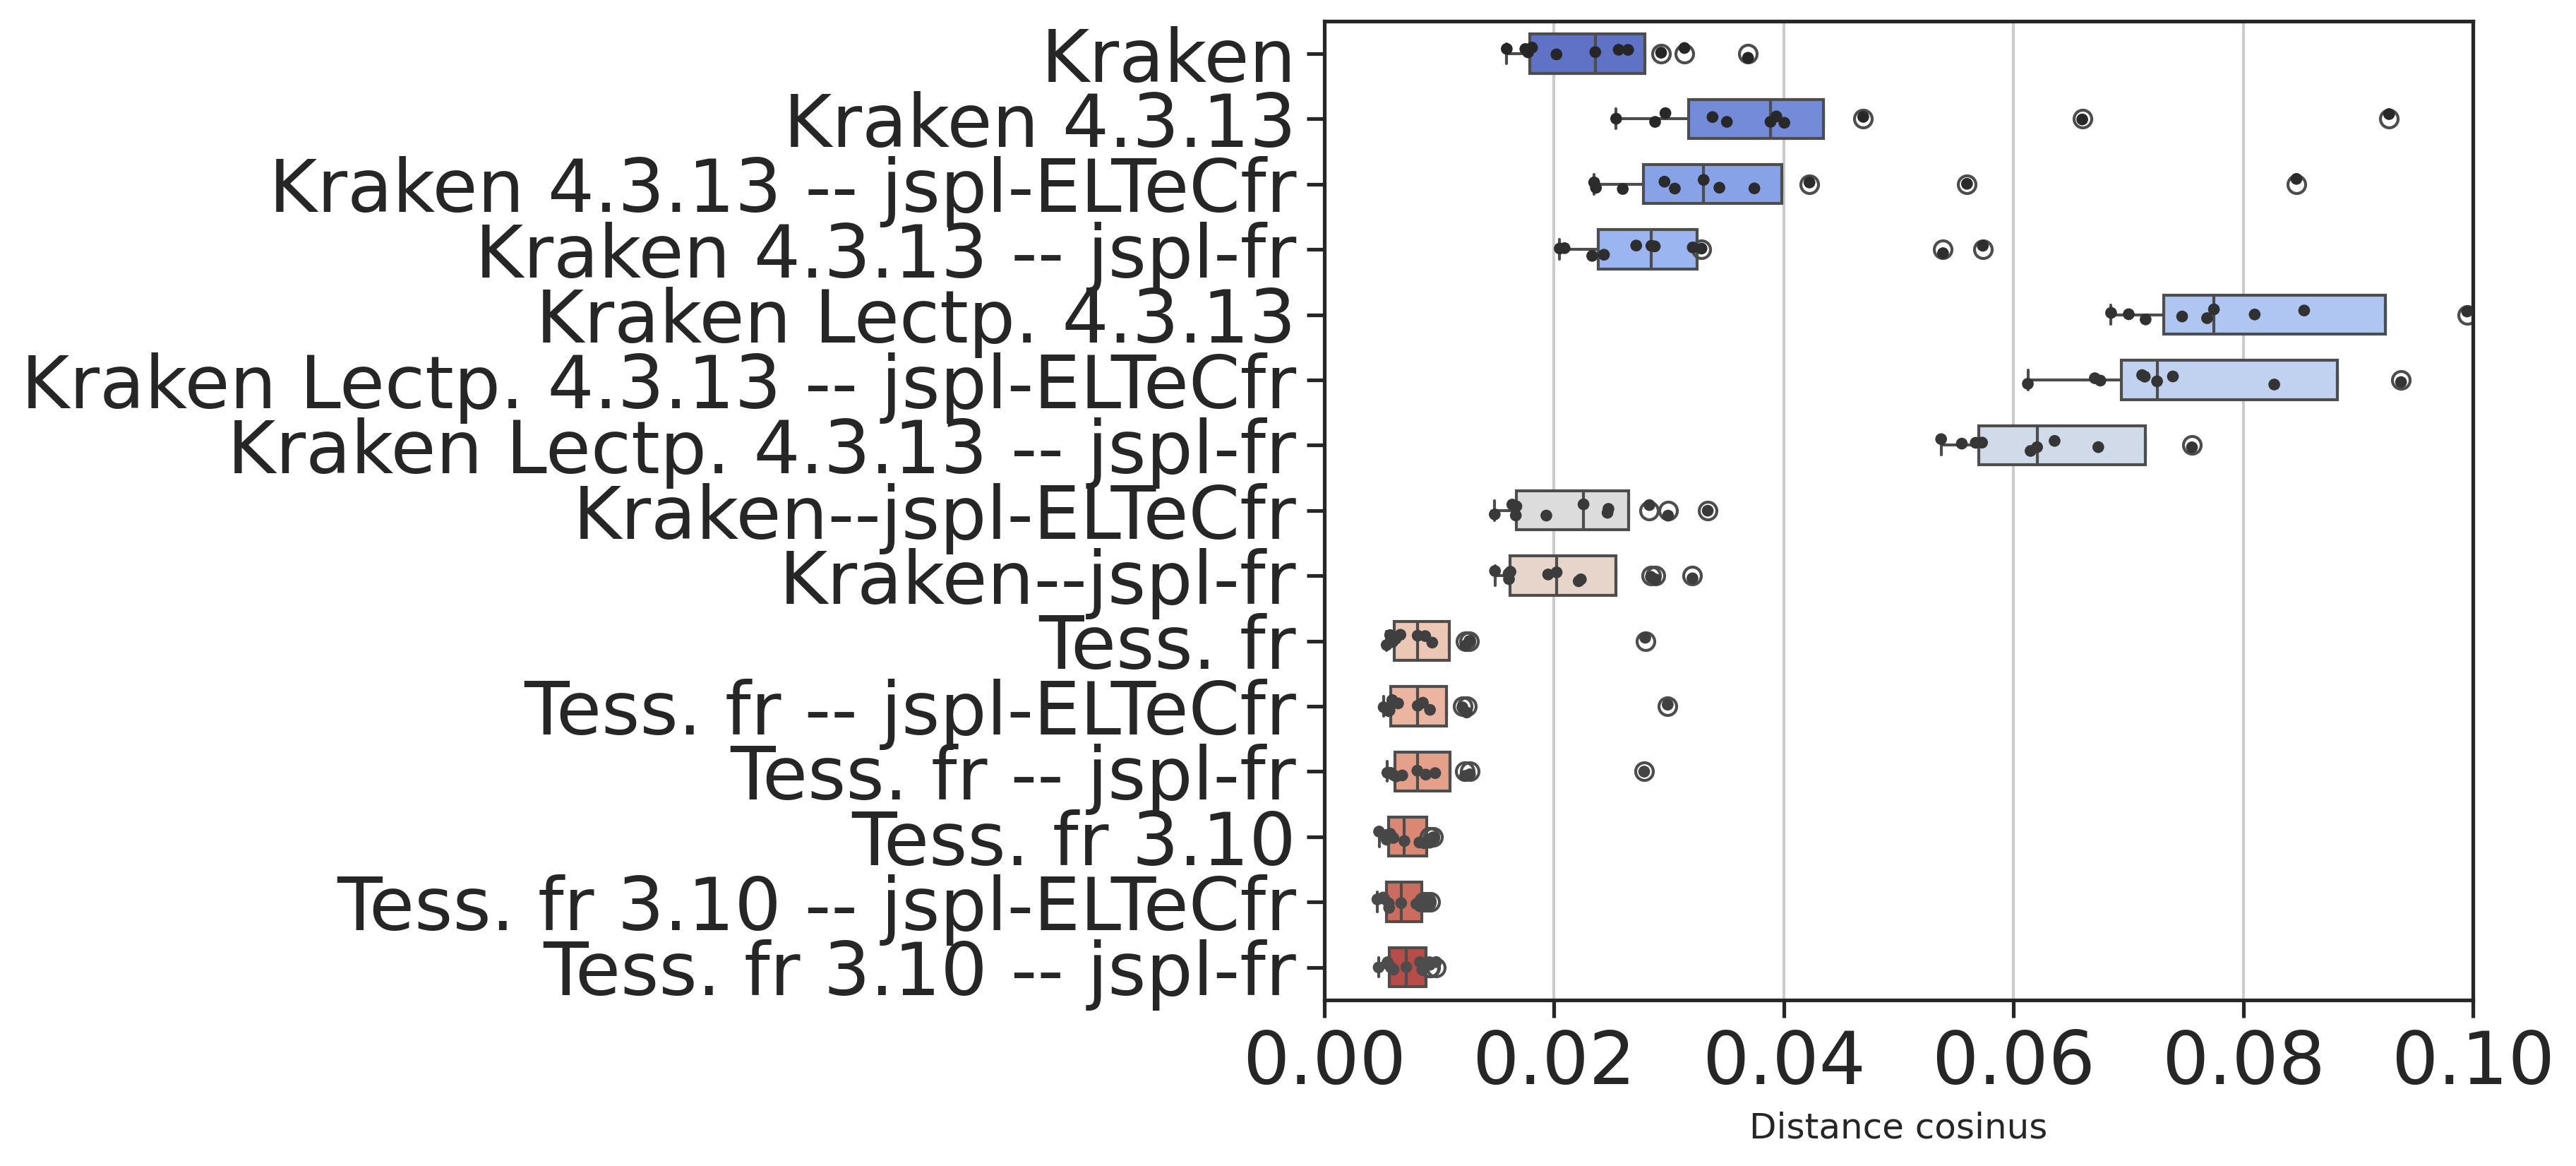 Kraken
Kraken 4.3.13
Kraken 4.3.13 -- jspl-ELTeCfr
Kraken 4.3.13 -- jspl-fr
Kraken Lectp. 4.3.13
Kraken Lectp. 4.3.13 -- jspl-ELTeCfr
Kraken Lectp. 4.3.13 -- jspl-fr
Kraken--jspl-ELTeCfr
Kraken--jspl-fr
Tess. fr
Tess. fr -- jspl-ELTeCfr
Tess. fr -- jspl-fr
Tess. fr 3.10
Tess. fr 3.10 -- jspl-ELTeCfr
Tess. fr 3.10 -- jspl-fr
0.00 0.02 0.04 0.06 0.08 0.10
Distance cosinus